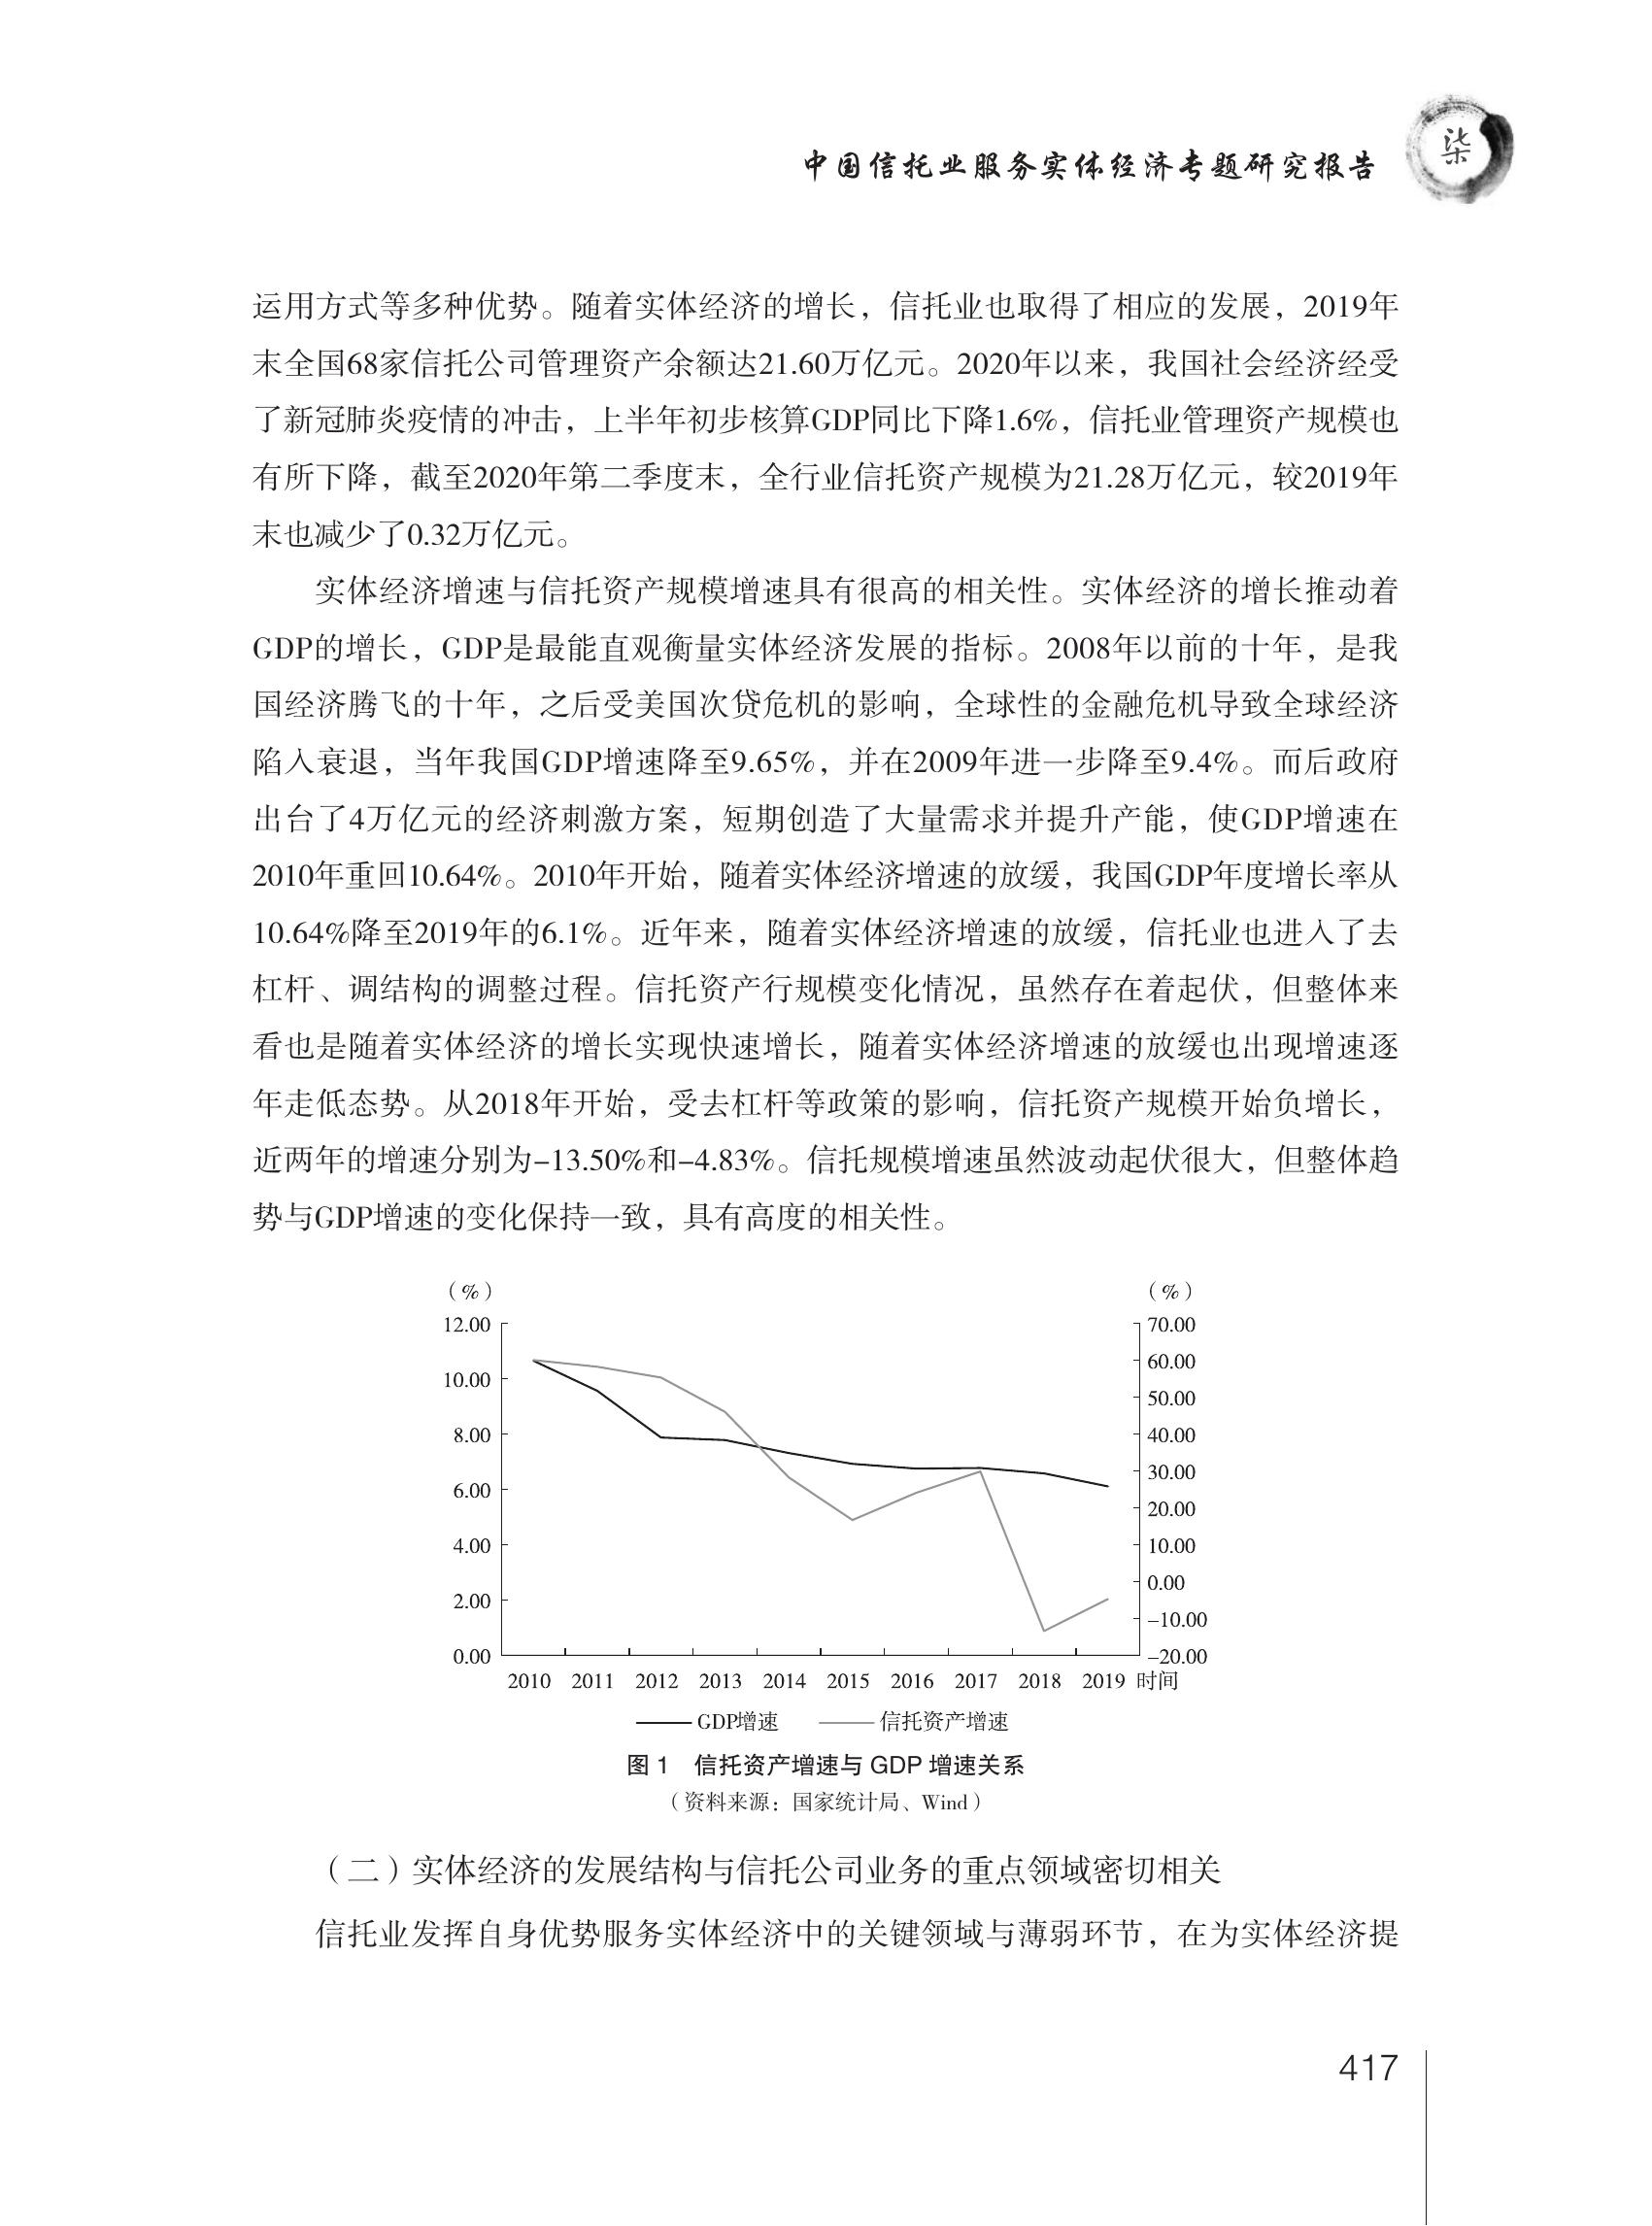 中国信托业服务实体经济专题研究报告
柒
运用方式等多种优势。随着实体经济的增长，信托业也取得了相应的发展，2019年
末全国68家信托公司管理资产余额达21.60万亿元。2020年以来，我国社会经济经受
了新冠肺炎疫情的冲击，上半年初步核算GDP同比下降1.6%，信托业管理资产规模也
有所下降，截至2020年第二季度末，全行业信托资产规模为21.28万亿元，较2019年
末也减少了0.32万亿元。
实体经济增速与信托资产规模增速具有很高的相关性。实体经济的增长推动着
GDP的增长，GDP是最能直观衡量实体经济发展的指标。2008年以前的十年，是我
国经济腾飞的十年，之后受美国次贷危机的影响，全球性的金融危机导致全球经济
陷入衰退，当年我国GDP增速降至9.65%，并在2009年进一步降至9.4%。而后政府
出台了4万亿元的经济刺激方案，短期创造了大量需求并提升产能，使GDP增速在
2010年重回10.64%。2010年开始，随着实体经济增速的放缓，我国GDP年度增长率从
10.64%降至2019年的6.1%。近年来，随着实体经济增速的放缓，信托业也进入了去
杠杆、调结构的调整过程。信托资产行规模变化情况，虽然存在着起伏，但整体来
看也是随着实体经济的增长实现快速增长，随着实体经济增速的放缓也出现增速逐
年走低态势。从2018年开始，受去杠杆等政策的影响，信托资产规模开始负增长，
近两年的增速分别为–13.50%和–4.83%。信托规模增速虽然波动起伏很大，但整体趋
势与GDP增速的变化保持一致，具有高度的相关性。
（%） （%）
12.00 70.00
60.00
10.00
50.00
8.00 40.00
30.00
6.00
20.00
4.00 10.00
0.00
2.00
–10.00
0.00 –20.00
2010 2011 2012 2013 2014 2015 2016 2017 2018 2019 时间
GDP增速 信托资产增速
图 1 信托资产增速与 GDP 增速关系
（资料来源：国家统计局、Wind）
（二）实体经济的发展结构与信托公司业务的重点领域密切相关
信托业发挥自身优势服务实体经济中的关键领域与薄弱环节，在为实体经济提
417